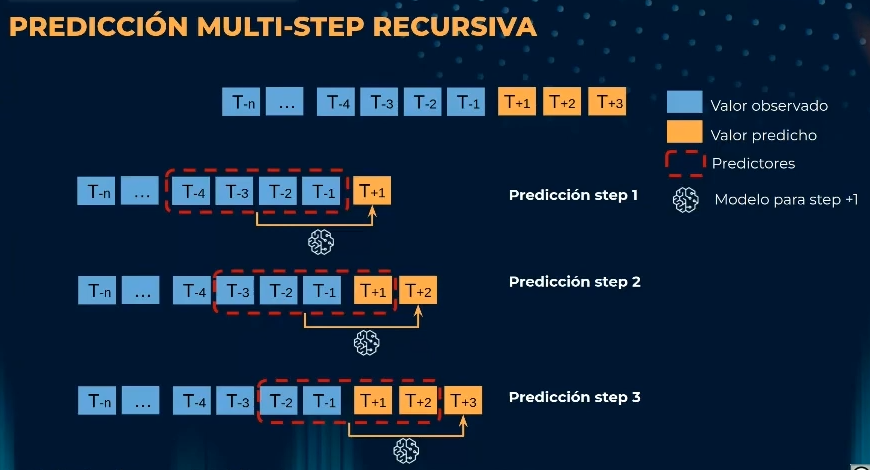 PREDICCIÓN MULTI-STEP RECURSIVA
T-n ... T-4 T-3 T-2 T-1 T+1 T+2 T+3
Valor observado
Valor predicho
Predictores
Modelo para step +1
T-n ... T-4 T-3 T-2 T-1 T+1
Predicción step 1
T-n ... T-4 T-3 T-2 T-1 T+1 T+2
Predicción step 2
T-n ... T-4 T-3 T-2 T-1 T+1 T+2 T+3
Predicción step 3